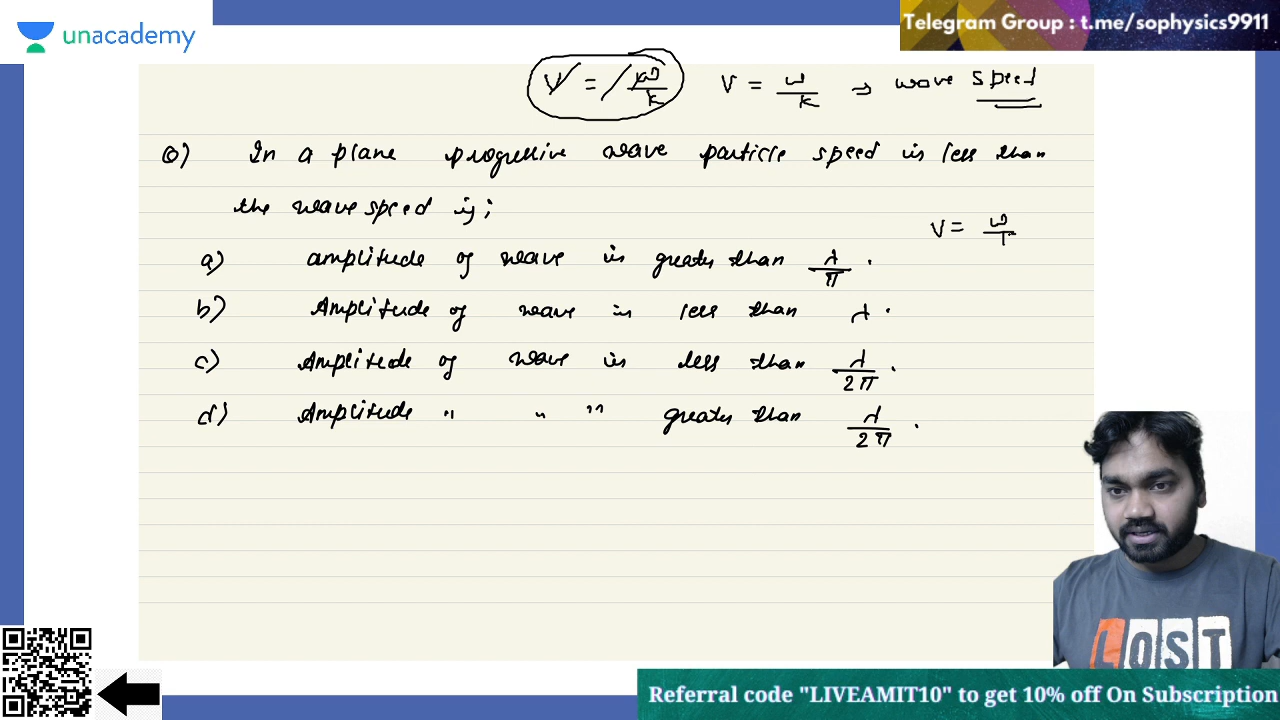 unacademy
Telegram Group : t.me/sophysics9911
V = ω/k V = ω/k ⇒ wave speed
Q) In a plane progressive wave particle speed is less than
the wave speed if;
V = ω
a) amplitude of wave is greater than λ/π .
b) Amplitude of wave is less than λ .
c) Amplitude of wave is less than λ/2π .
d) Amplitude " " " greater than λ/2π .
LOST
Referral code "LIVEAMIT10" to get 10% off On Subscription